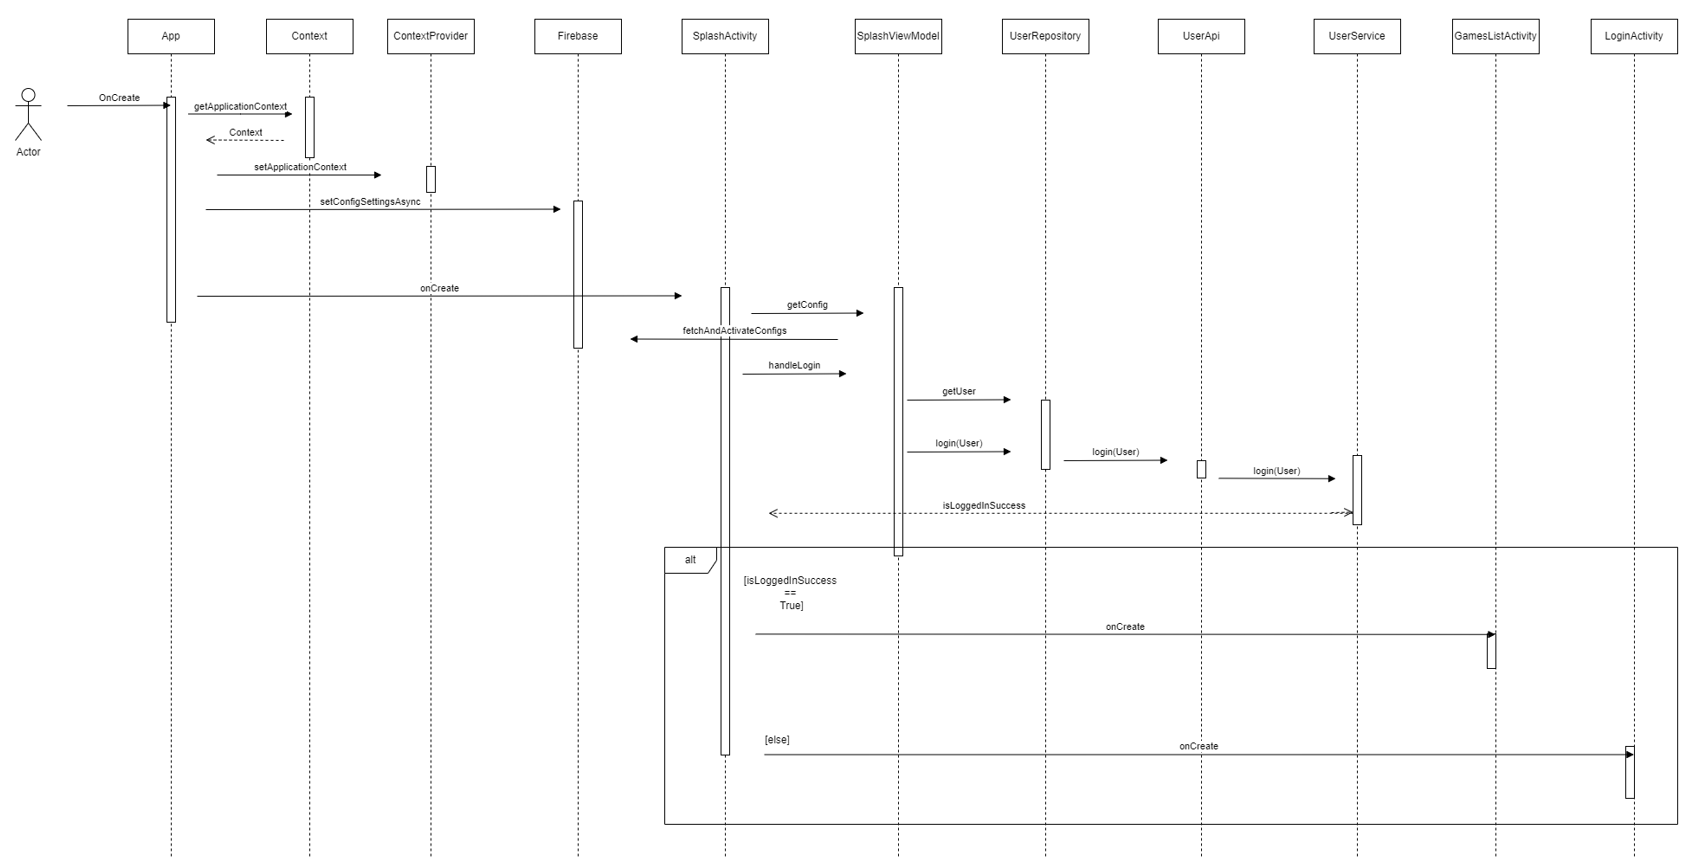 App
Context
ContextProvider
Firebase
SplashActivity
SplashViewModel
UserRepository
UserApi
UserService
GamesListActivity
LoginActivity
OnCreate
getApplicationContext
Context
Actor
setApplicationContext
setConfigSettingsAsync
onCreate
getConfig
fetchAndActivateConfigs
handleLogin
getUser
login(User)
login(User)
login(User)
isLoggedInSuccess
alt
[isLoggedInSuccess
==
True]
onCreate
[else]
onCreate